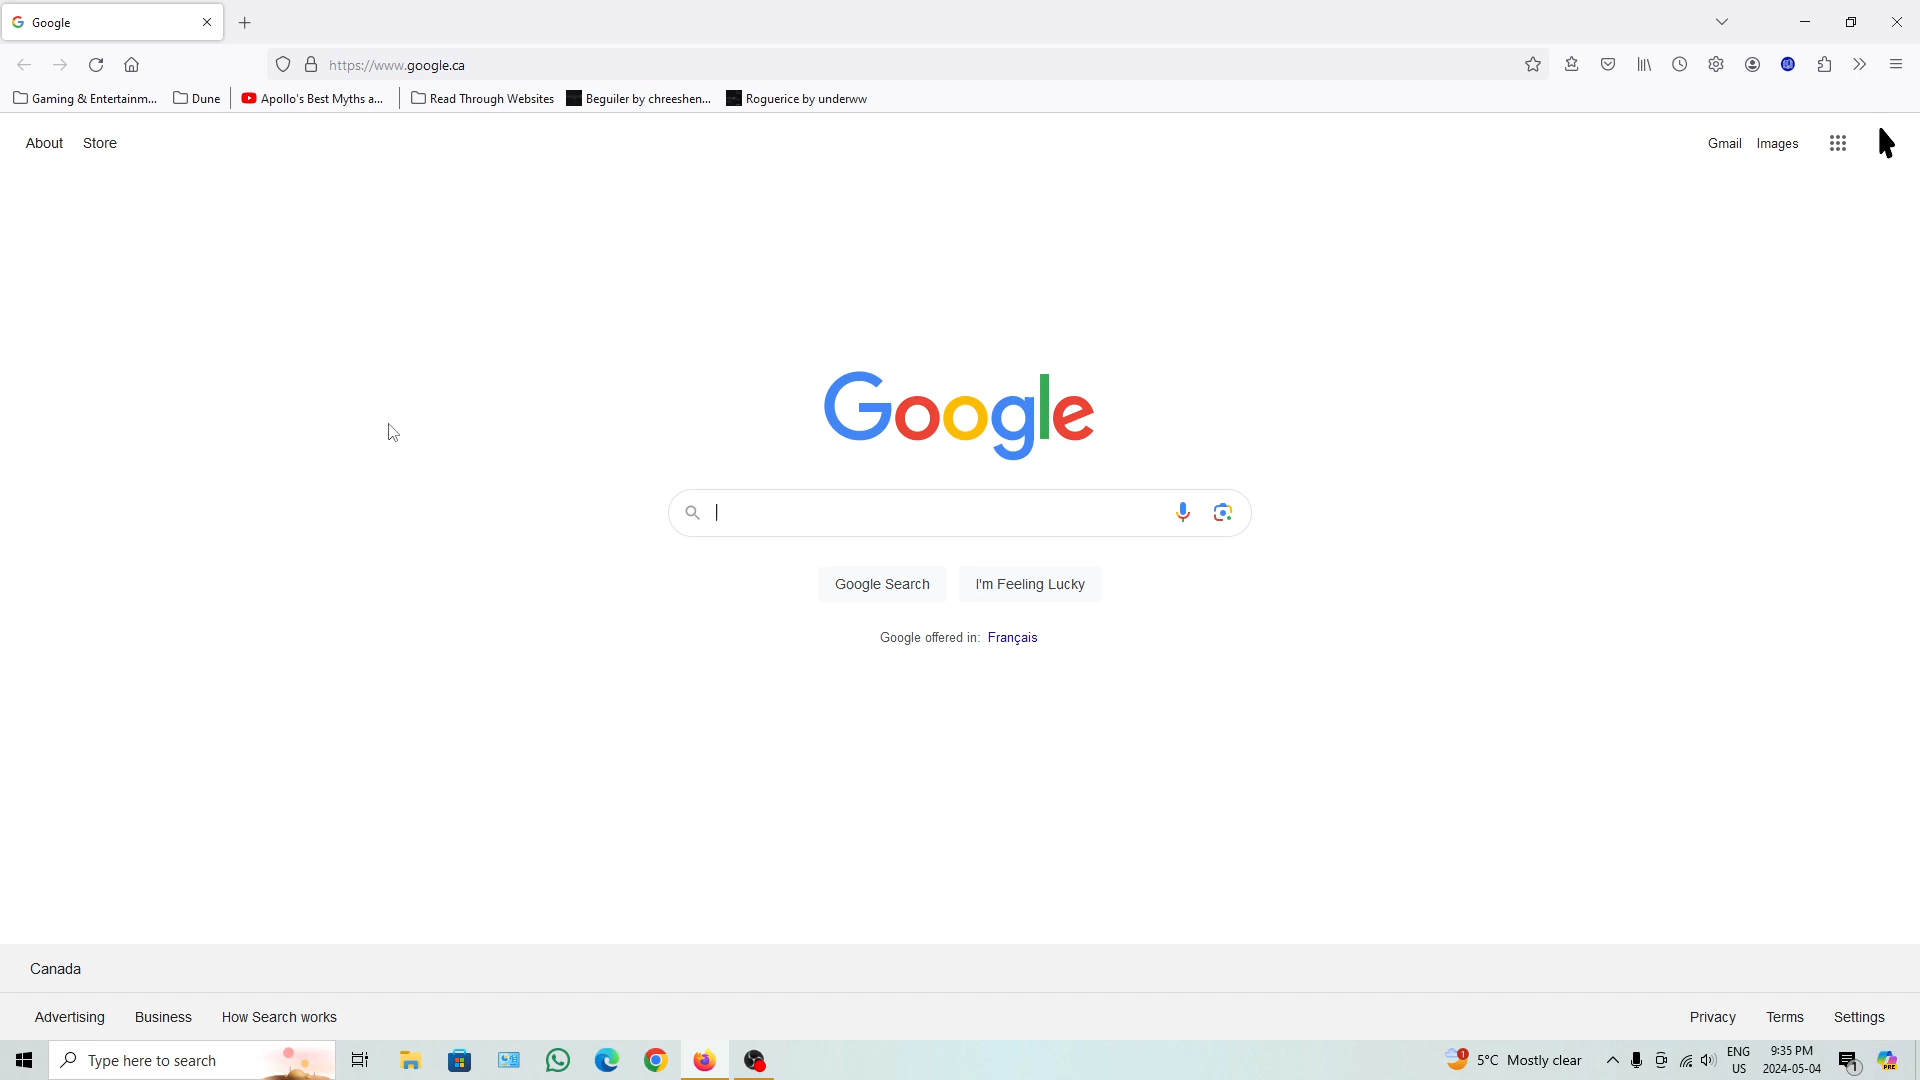 Google
https://www.google.ca
Gaming & Entertainm...
Dune
Apollo's Best Myths a...
Read Through Websites
Beguiler by chreeshen...
Roguerice by underww
About Store
Gmail Images
Google
Google Search
I'm Feeling Lucky
Google offered in: Français
Canada
Advertising Business How Search works
Privacy Terms Settings
Type here to search
1
5°C Mostly clear
ENG
US
9:35 PM
2024-05-04
1
PRE